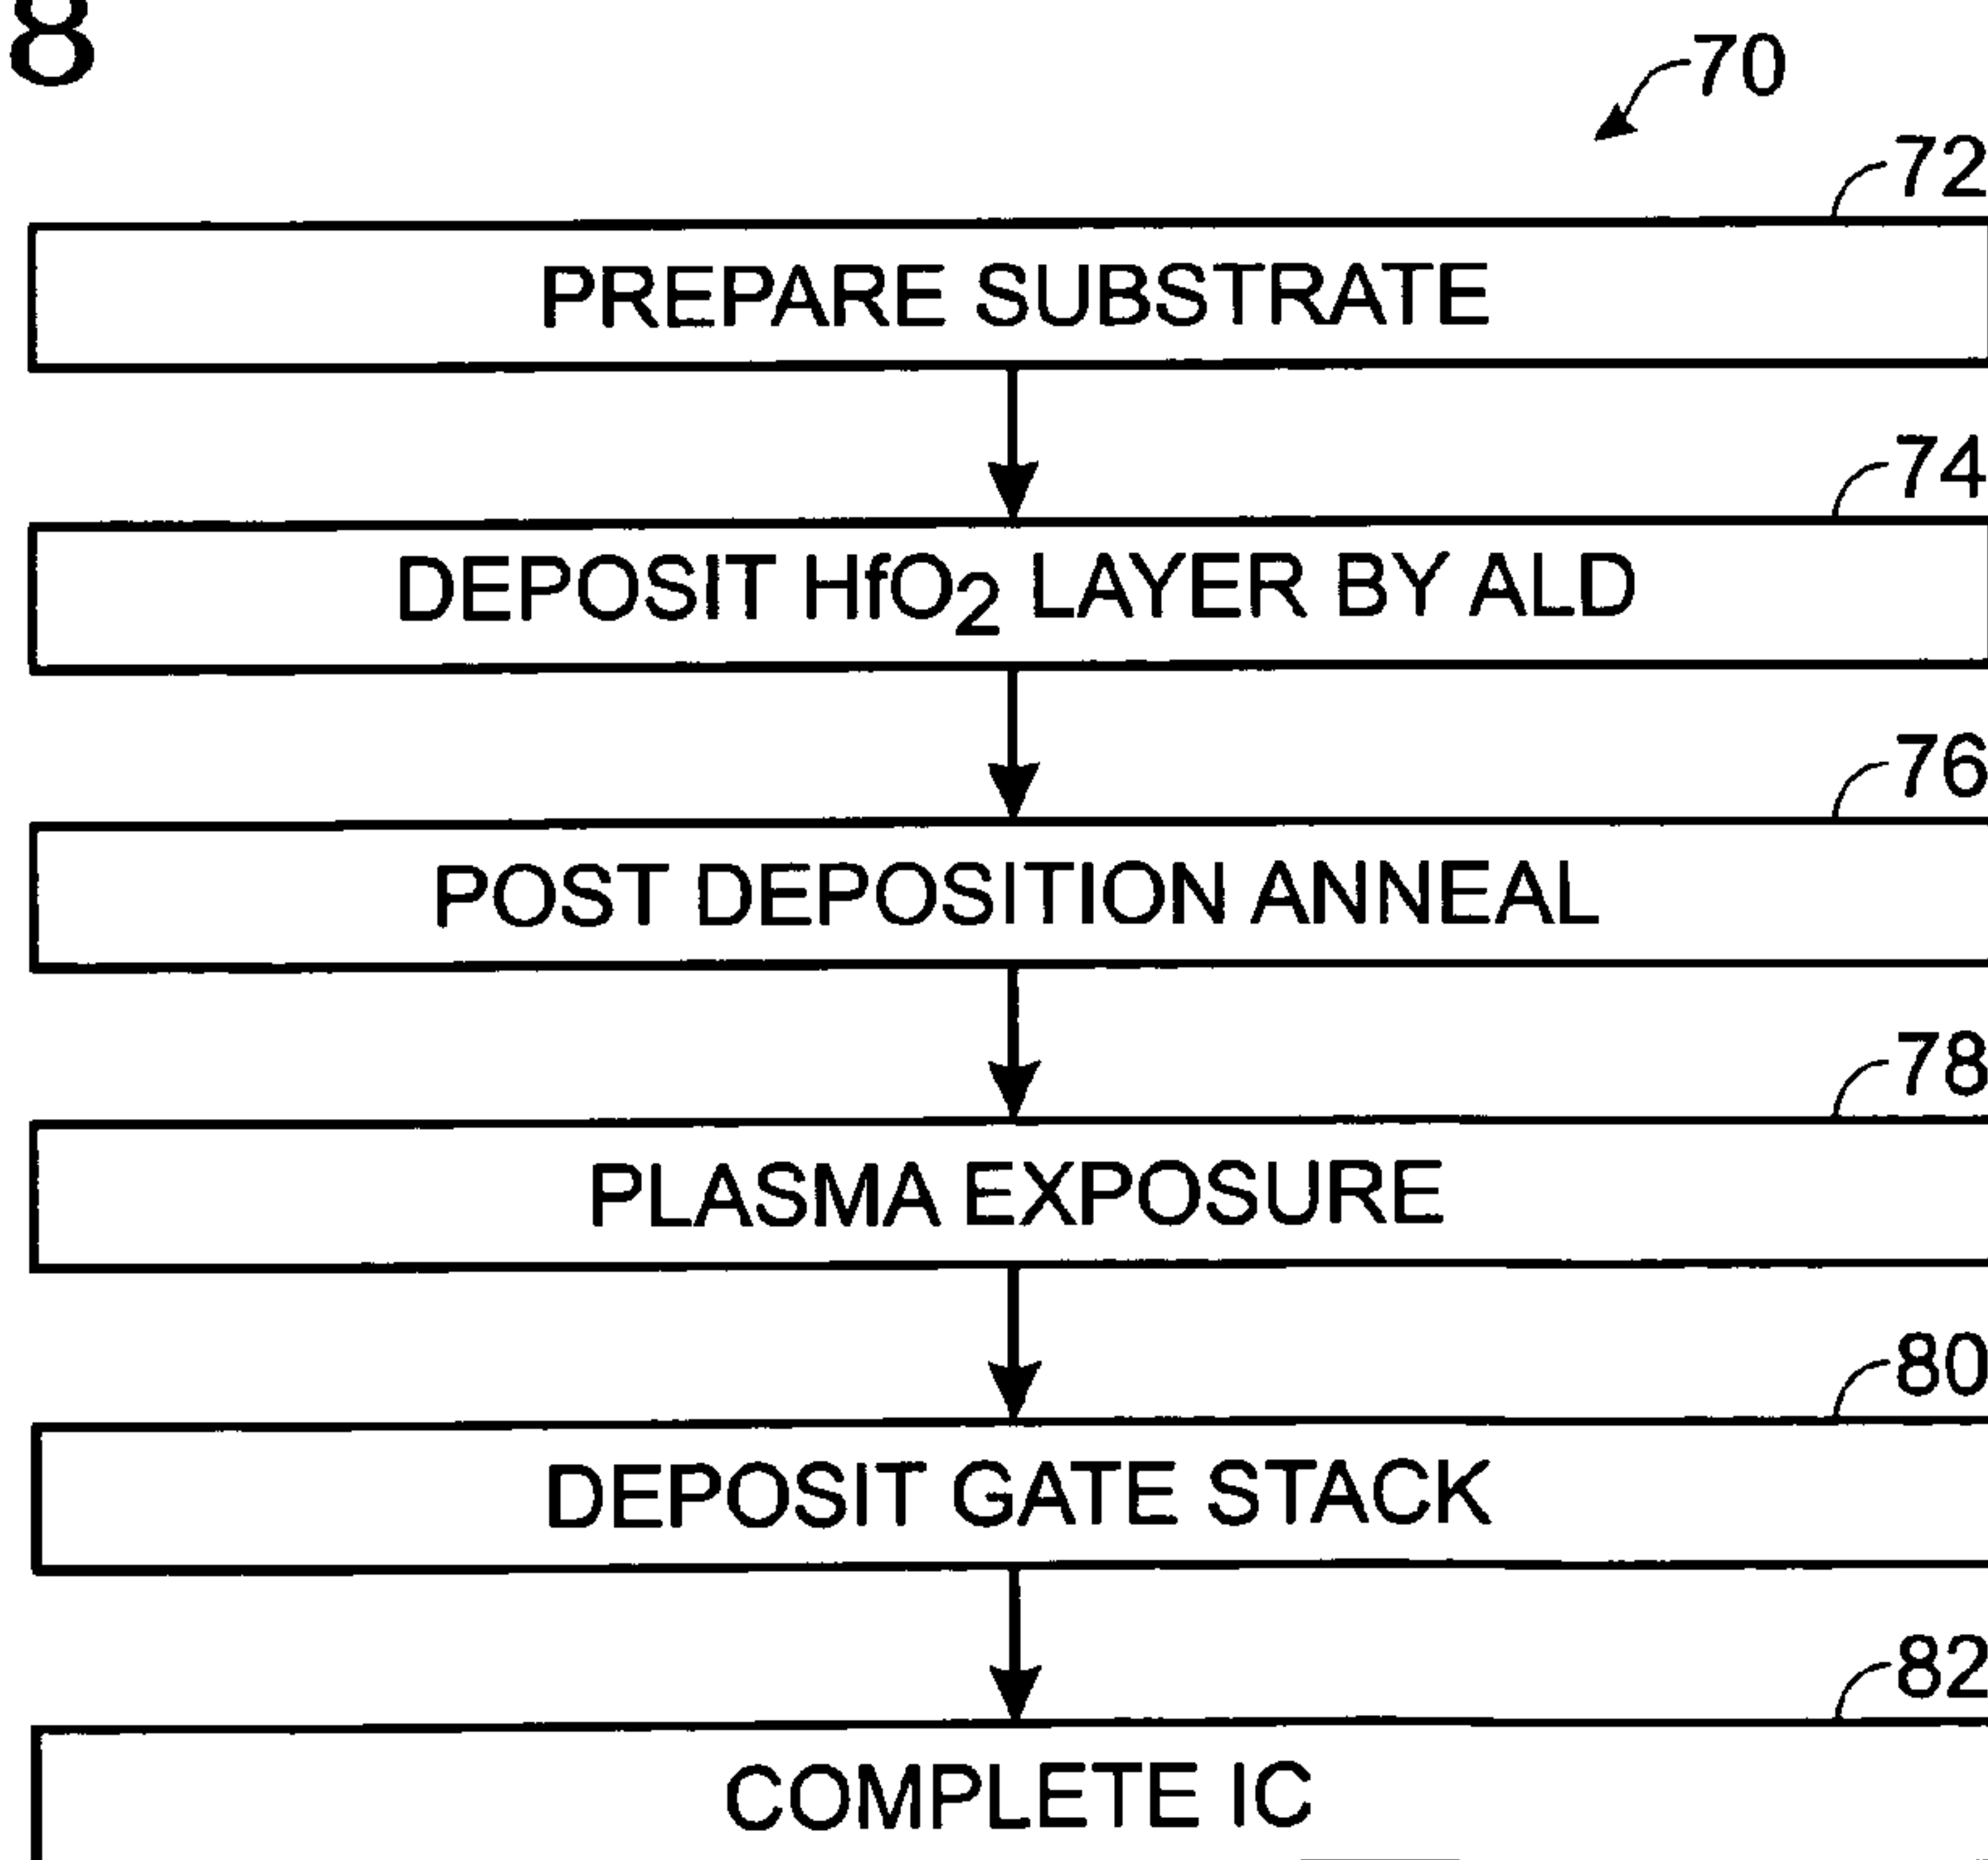 8
70
72
PREPARE SUBSTRATE
74
DEPOSIT HfO₂ LAYER BY ALD
76
POST DEPOSITION ANNEAL
78
PLASMA EXPOSURE
80
DEPOSIT GATE STACK
82
COMPLETE IC